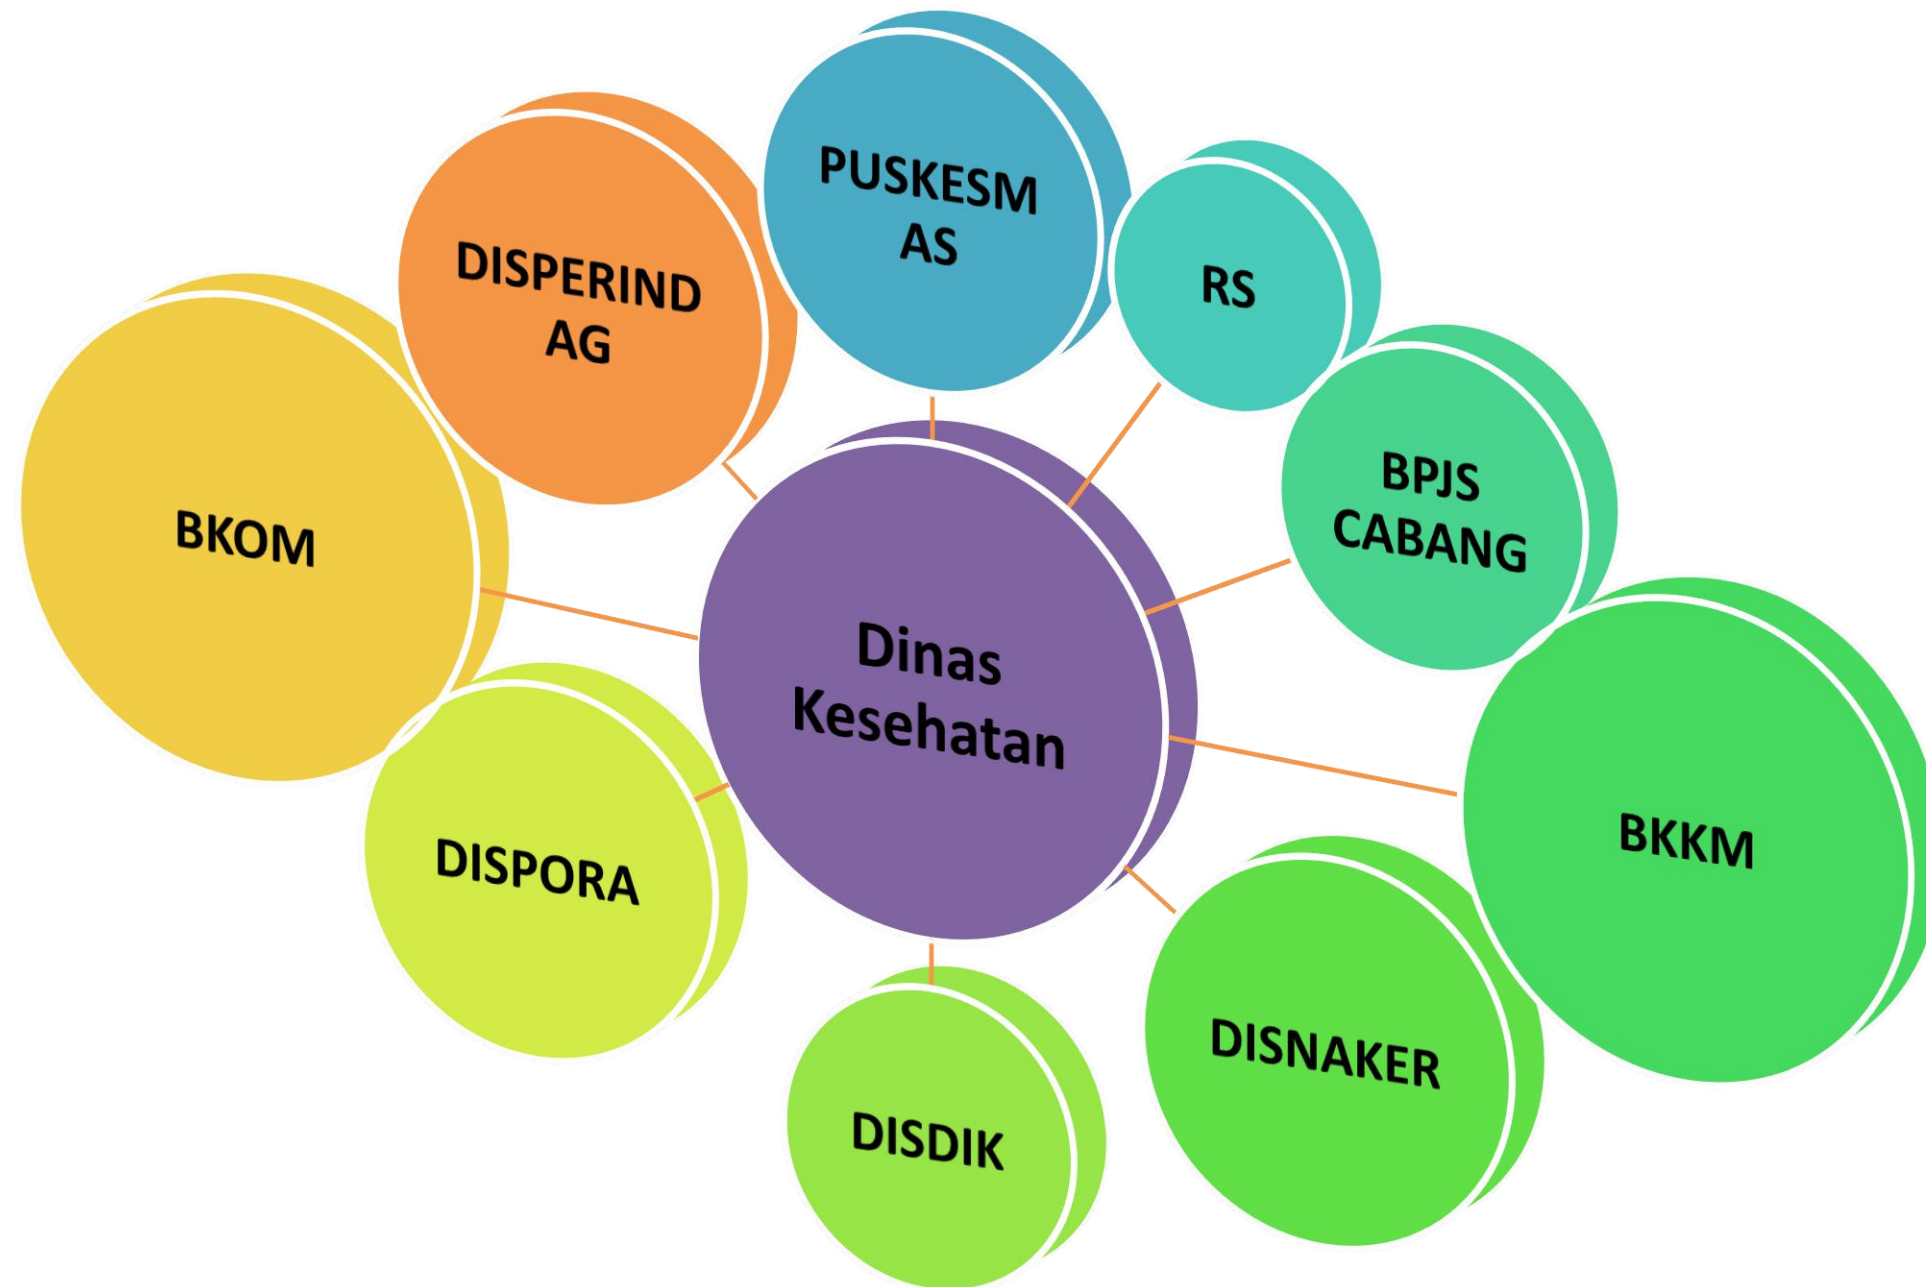 PUSKESM
AS
RS
BPJS
CABANG
BKKM
DISNAKER
DISDIK
DISPORA
BKOM
DISPERIND
AG
Dinas
Kesehatan